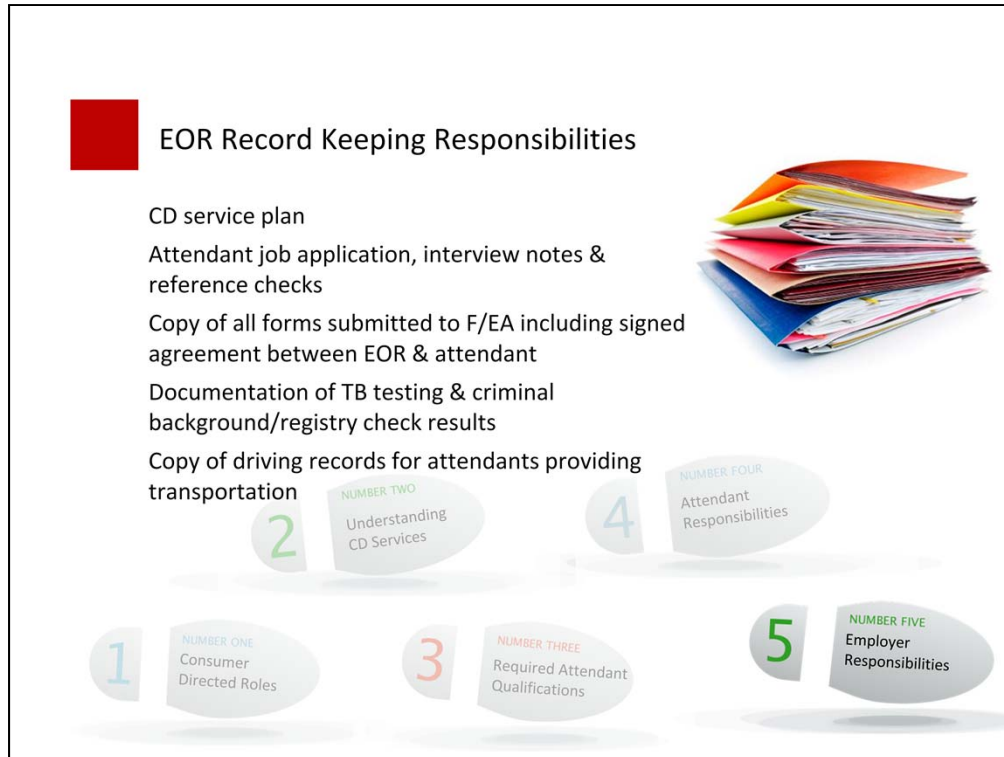 EOR Record Keeping Responsibilities
CD service plan
Attendant job application, interview notes &
reference checks
Copy of all forms submitted to F/EA including signed
agreement between EOR & attendant
Documentation of TB testing & criminal
background/registry check results
Copy of driving records for attendants providing
transportation
2
NUMBER TWO
Understanding
CD Services
4
NUMBER FOUR
Attendant
Responsibilities
1
NUMBER ONE
Consumer
Directed Roles
3
NUMBER THREE
Required Attendant
Qualifications
5
NUMBER FIVE
Employer
Responsibilities